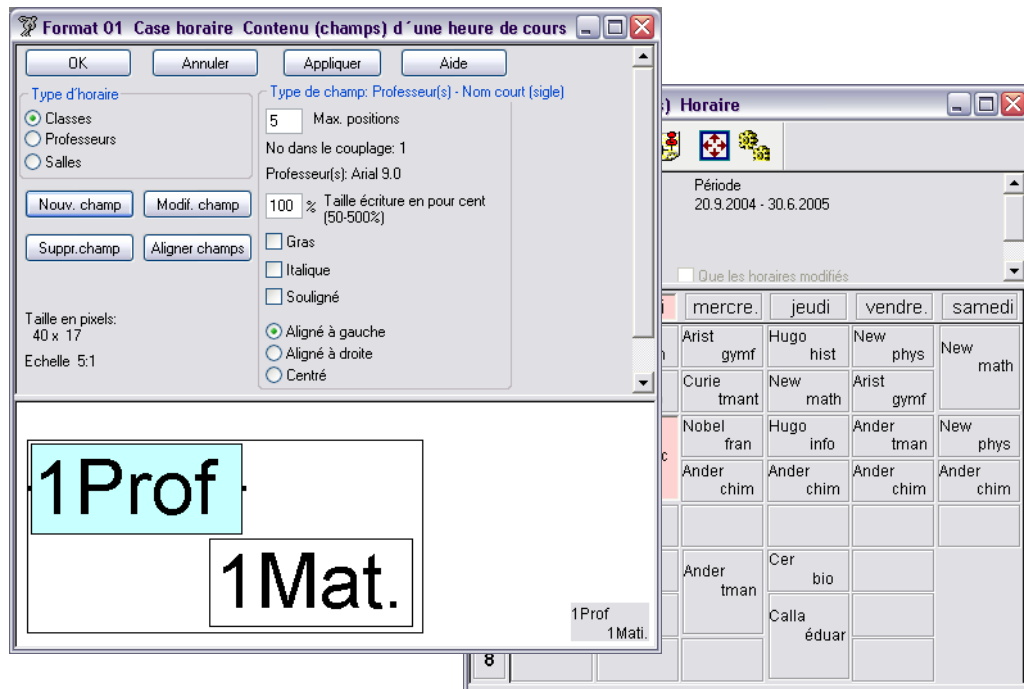 Format 01 Case horaire Contenu (champs) d´une heure de cours
OK Annuler Appliquer Aide
Type d'horaire
Classes
Professeurs
Salles
Nouv. champ Modif. champ
Suppr.champ Aligner champs
Taille en pixels:
40 x 17
Echelle 5:1
Type de champ: Professeur(s) - Nom court (sigle)
5 Max. positions
No dans le couplage: 1
Professeur(s): Arial 9.0
100 % Taille écriture en pour cent
(50-500%)
Gras
Italique
Souligné
Aligné à gauche
Aligné à droite
Centré
1Prof
1Mat.
1Prof
1Mati.
) Horaire
Période
20.9.2004 - 30.6.2005
Que les horaires modifiés
i mercre. jeudi vendre. samedi
Arist Hugo New New
gymf hist phys math
Curie New Arist
tmant math gymf
Nobel Hugo Ander New
fran info tman phys
c
Ander Ander Ander Ander
chim chim chim chim
Ander Cer
tman bio
Calla
éduar
8